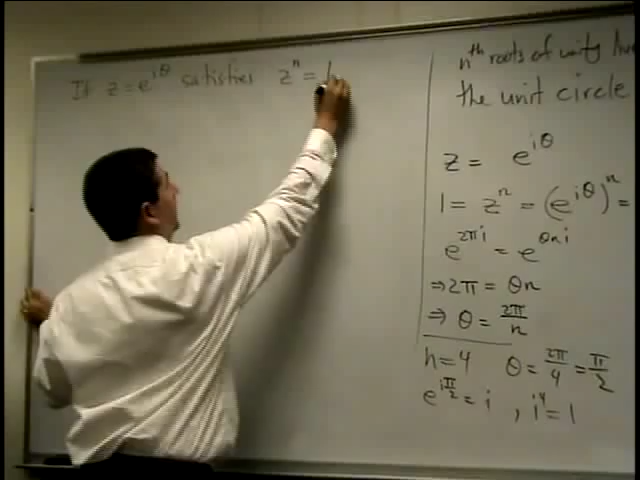 If z = e^{iθ} satisfies z^n = 1
n^{th} roots of unity
the unit circle
z = e^{iθ}
1 = z^n = (e^{iθ})^n =
e^{2πi} = e^{θni}
⇒ 2π = θn
⇒ θ = 2π/n
n = 4 θ = 2π/4 = π/2
e^{iπ/2} = i , i^4 = 1